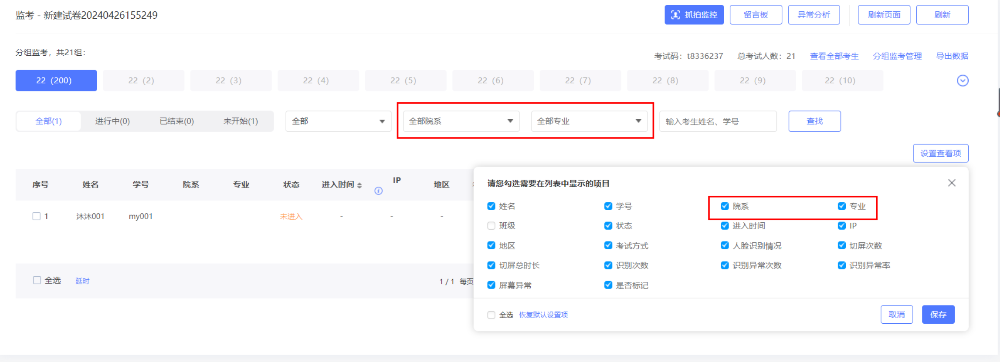 监考 - 新建试卷20240426155249
抓拍监控 留言板 异常分析 刷新页面 刷新
分组监考，共21组：
考试码：t8336237 总考试人数：21 查看全部考生 分组监考管理 导出数据
22 (200) 22 (2) 22 (3) 22 (4) 22 (5) 22 (6) 22 (7) 22 (8) 22 (9) 22 (10)
全部(1) 进行中(0) 已结束(0) 未开始(1) 全部 全部院系 全部专业 输入考生姓名、学号 查找
设置查看项
序号 姓名 学号 院系 专业 状态 进入时间 IP 地区
1 沐沐001 my001 未进入 - - -
全选 延时 1 / 1 每页
请您勾选需要在列表中显示的项目
姓名 学号 院系 专业
班级 状态 进入时间 IP
地区 考试方式 人脸识别情况 切屏次数
切屏总时长 识别次数 识别异常次数 识别异常率
屏幕异常 是否标记
全选 恢复默认设置项 取消 保存